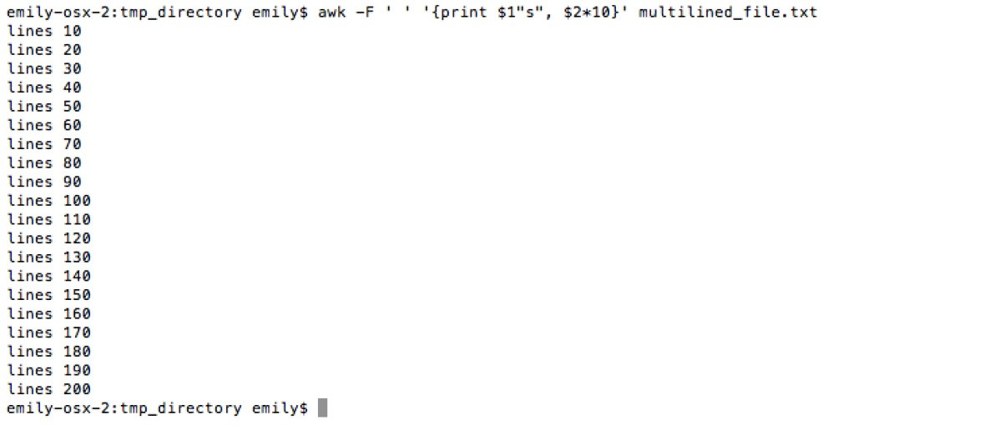 emily-osx-2:tmp_directory emily$ awk -F ' ' '{print $1"s", $2*10}' multilined_file.txt
lines 10
lines 20
lines 30
lines 40
lines 50
lines 60
lines 70
lines 80
lines 90
lines 100
lines 110
lines 120
lines 130
lines 140
lines 150
lines 160
lines 170
lines 180
lines 190
lines 200
emily-osx-2:tmp_directory emily$